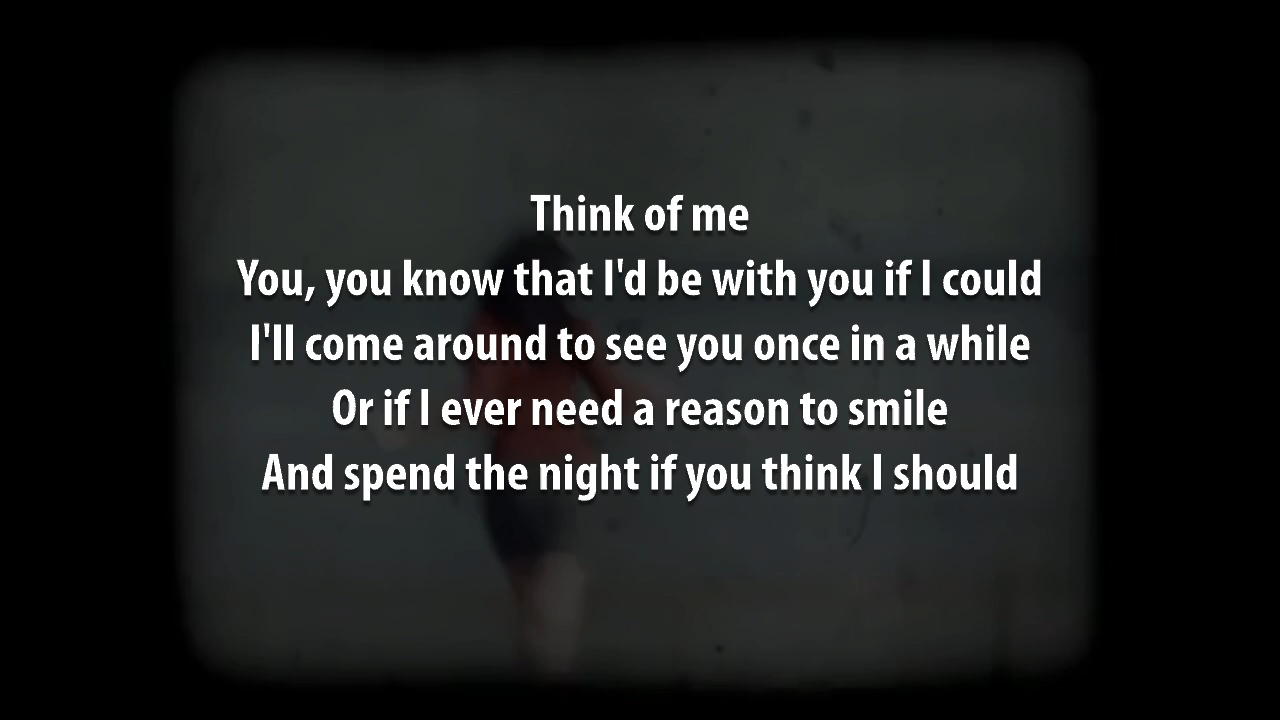 Think of me
You, you know that I'd be with you if I could
I'll come around to see you once in a while
Or if I ever need a reason to smile
And spend the night if you think I should